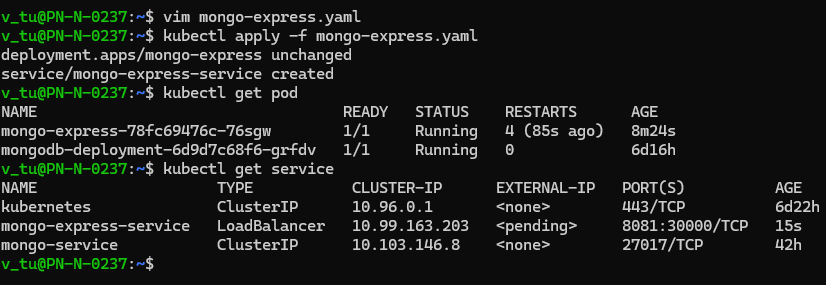 v_tu@PN-N-0237:~$ vim mongo-express.yaml
v_tu@PN-N-0237:~$ kubectl apply -f mongo-express.yaml
deployment.apps/mongo-express unchanged
service/mongo-express-service created
v_tu@PN-N-0237:~$ kubectl get pod
NAME READY STATUS RESTARTS AGE
mongo-express-78fc69476c-76sgw 1/1 Running 4 (85s ago) 8m24s
mongodb-deployment-6d9d7c68f6-grfdv 1/1 Running 0 6d16h
v_tu@PN-N-0237:~$ kubectl get service
NAME TYPE CLUSTER-IP EXTERNAL-IP PORT(S) AGE
kubernetes ClusterIP 10.96.0.1 <none> 443/TCP 6d22h
mongo-express-service LoadBalancer 10.99.163.203 <pending> 8081:30000/TCP 15s
mongo-service ClusterIP 10.103.146.8 <none> 27017/TCP 42h
v_tu@PN-N-0237:~$